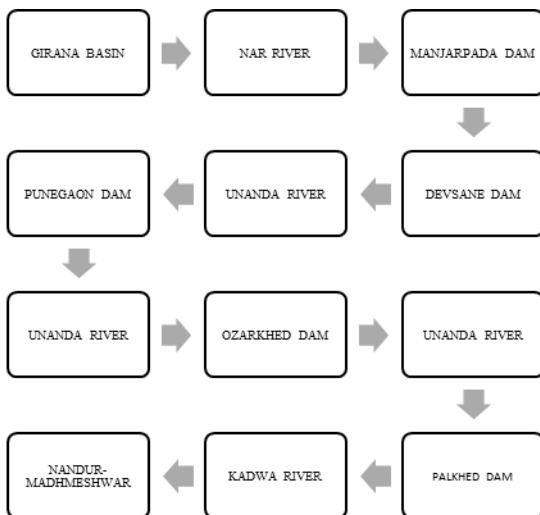 GIRANA BASIN
NAR RIVER
MANJARPADA DAM
DEVSANE DAM
UNANDA RIVER
PUNEGAON DAM
UNANDA RIVER
OZARKHED DAM
UNANDA RIVER
PALKHED DAM
KADWA RIVER
NANDUR-
MADHMESHWAR